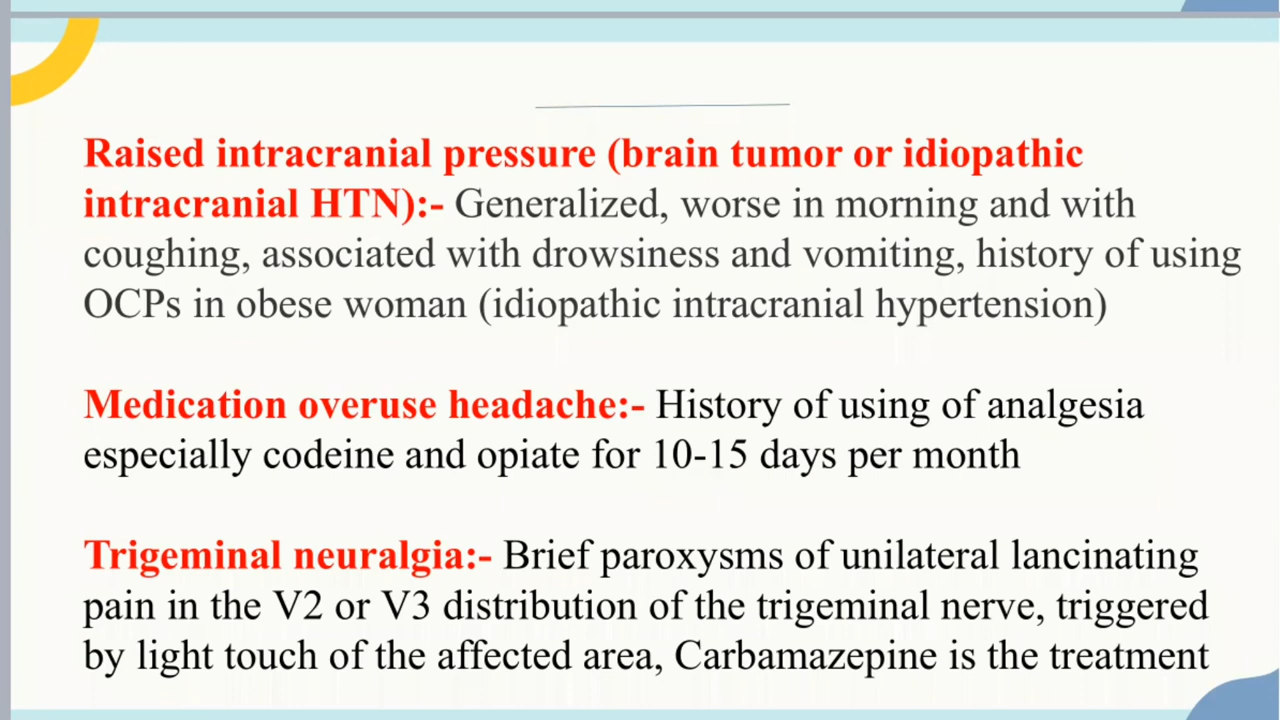 Raised intracranial pressure (brain tumor or idiopathic
intracranial HTN):- Generalized, worse in morning and with
coughing, associated with drowsiness and vomiting, history of using
OCPs in obese woman (idiopathic intracranial hypertension)
Medication overuse headache:- History of using of analgesia
especially codeine and opiate for 10-15 days per month
Trigeminal neuralgia:- Brief paroxysms of unilateral lancinating
pain in the V2 or V3 distribution of the trigeminal nerve, triggered
by light touch of the affected area, Carbamazepine is the treatment